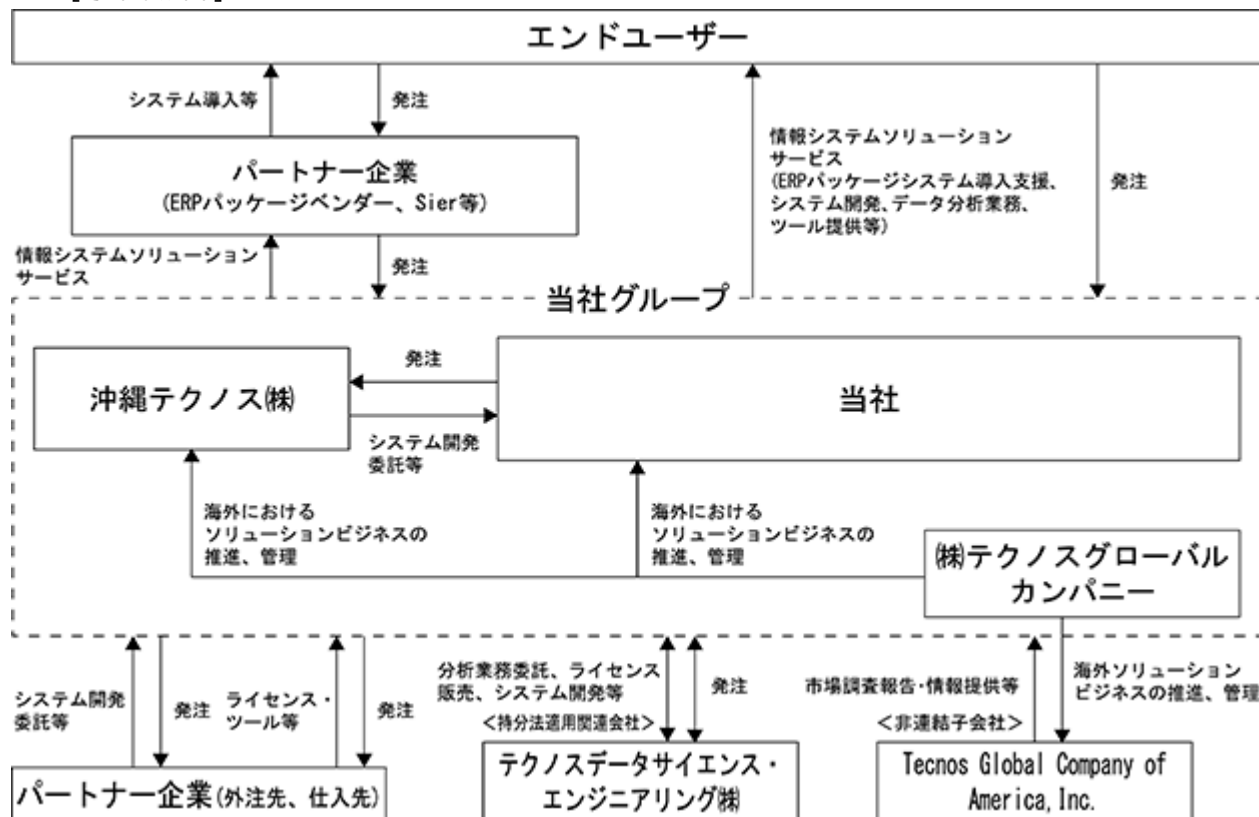 エンドユーザー
システム導入等
発注
パートナー企業
(ERPパッケージベンダー、Sier等)
情報システムソリューション
サービス
(ERPパッケージシステム導入支援、
システム開発、データ分析業務、
ツール提供等)
発注
情報システムソリューション
サービス
発注
当社グループ
沖縄テクノス㈱
発注
システム開発
委託等
当社
海外における
ソリューションビジネスの
推進、管理
海外における
ソリューションビジネスの
推進、管理
㈱テクノスグローバル
カンパニー
システム開発
委託等
発注
ライセンス・
ツール等
発注
分析業務委託、ライセンス
販売、システム開発等
発注
<持分法適用関連会社>
市場調査報告・情報提供等
<非連結子会社>
海外ソリューション
ビジネスの推進、管理
パートナー企業(外注先、仕入先)
テクノスデータサイエンス・
エンジニアリング㈱
Tecnos Global Company of
America,Inc.